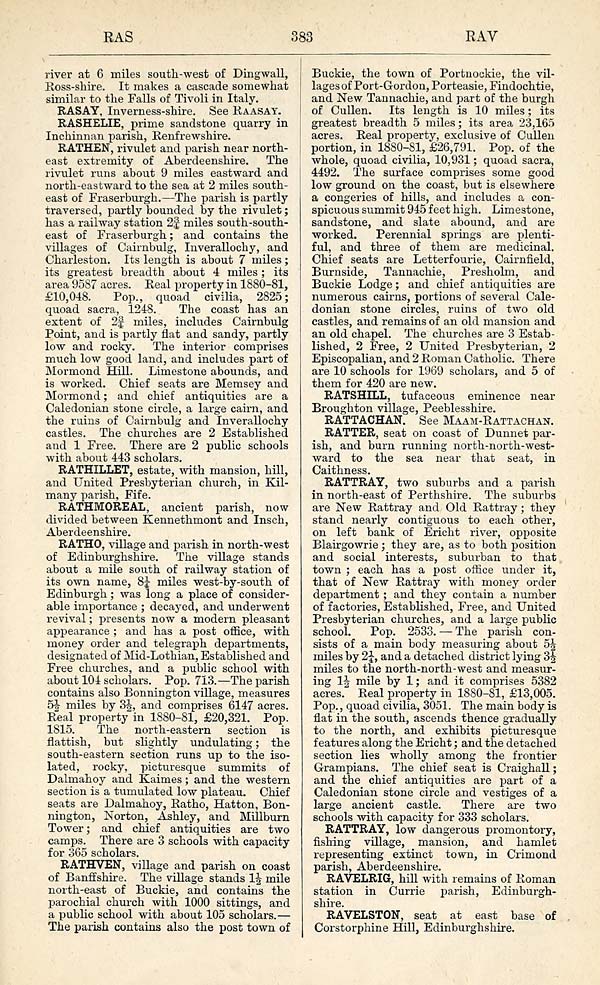 RAS 383 RAV
river at 6 miles south-west of Dingwall,
Ross-shire. It makes a cascade somewhat
similar to the Falls of Tivoli in Italy.
RASAY, Inverness-shire. See RAASAY.
RASHELIE, prime sandstone quarry in
Inchinnan parish, Renfrewshire.
RATHEN, rivulet and parish near north-
east extremity of Aberdeenshire. The
rivulet runs about 9 miles eastward and
north-eastward to the sea at 2 miles south-
east of Fraserburgh.—The parish is partly
traversed, partly bounded by the rivulet;
has a railway station 2¾ miles south-south-
east of Fraserburgh; and contains the
villages of Cairnbulg, Inverallochy, and
Charleston. Its length is about 7 miles;
its greatest breadth about 4 miles; its
area 9587 acres. Real property in 1880-81,
£10,048. Pop., quoad civilia, 2825;
quoad sacra, 1248. The coast has an
extent of 2¾ miles, includes Cairnbulg
Point, and is partly flat and sandy, partly
low and rocky. The interior comprises
much low good land, and includes part of
Mormond Hill. Limestone abounds, and
is worked. Chief seats are Memsey and
Mormond; and chief antiquities are a
Caledonian stone circle, a large cairn, and
the ruins of Cairnbulg and Inverallochy
castles. The churches are 2 Established
and 1 Free. There are 2 public schools
with about 443 scholars.
RATHILLET, estate, with mansion, hill,
and United Presbyterian church, in Kil-
many parish, Fife.
RATHMOREAL, ancient parish, now
divided between Kennethmont and Insch,
Aberdeenshire.
RATHO, village and parish in north-west
of Edinburghshire. The village stands
about a mile south of railway station of
its own name, 8¼ miles west-by-south of
Edinburgh; was long a place of consider-
able importance; decayed, and underwent
revival; presents now a modern pleasant
appearance; and has a post office, with
money order and telegraph departments,
designated of Mid-Lothian, Established and
Free churches, and a public school with
about 104 scholars. Pop. 713.—The parish
contains also Bonnington village, measures
5½ miles by 3½, and comprises 6147 acres.
Real property in 1880-81, £20,321. Pop.
1815. The north-eastern section is
flattish, but slightly undulating; the
south-eastern section runs up to the iso-
lated, rocky, picturesque summits of
Dalmahoy and Kaimes; and the western
section is a tumulated low plateau. Chief
seats are Dalmahoy, Ratho, Hatton, Bon-
nington, Norton, Ashley, and Millburn
Tower; and chief antiquities are two
camps. There are 3 schools with capacity
for 365 scholars.
RATHVEN, village and parish on coast
of Banffshire. The village stands 1½ mile
north-east of Buckie, and contains the
parochial church with 1000 sittings, and
a public school with about 105 scholars.—
The parish contains also the post town of
Buckie, the town of Portnockie, the vil-
lages of Port-Gordon, Porteasie, Findochtie,
and New Tannachie, and part of the burgh
of Cullen. Its length is 10 miles; its
greatest breadth 5 miles; its area 23,165
acres. Real property, exclusive of Cullen
portion, in 1880-81, £26,791. Pop. of the
whole, quoad civilia, 10,931; quoad sacra,
4492. The surface comprises some good
low ground on the coast, but is elsewhere
a congeries of hills, and includes a con-
spicuous summit 945 feet high. Limestone,
sandstone, and slate abound, and are
worked. Perennial springs are plenti-
ful, and three of them are medicinal.
Chief seats are Letterfourie, Cairnfield,
Burnside, Tannachie, Presholm, and
Buckie Lodge; and chief antiquities are
numerous cairns, portions of several Cale-
donian stone circles, ruins of two old
castles, and remains of an old mansion and
an old chapel. The churches are 3 Estab-
lished, 2 Free, 2 United Presbyterian, 2
Episcopalian, and 2 Roman Catholic. There
are 10 schools for 1969 scholars, and 5 of
them for 420 are new.
RATSHILL, tufaceous eminence near
Broughton village, Peeblesshire.
RATTACHAN. See MAAM-RATTACHAN.
RATTER, seat on coast of Dunnet par-
ish, and burn running north-north-west-
ward to the sea near that seat, in
Caithness.
RATTRAY, two suburbs and a parish
in north-east of Perthshire. The suburbs
are New Rattray and Old Rattray; they
stand nearly contiguous to each other,
on left bank of Ericht river, opposite
Blairgowrie; they are, as to both position
and social interests, suburban to that
town; each has a post office under it,
that of New Rattray with money order
department; and they contain a number
of factories, Established, Free, and United
Presbyterian churches, and a large public
school. Pop. 2533.—The parish con-
sists of a main body measuring about 5½
miles by 2¼, and a detached district lying 3½
miles to the north-north-west and measur-
ing 1½ mile by 1; and it comprises 5382
acres. Real property in 1880-81, £13,005.
Pop., quoad civilia, 3051. The main body is
flat in the south, ascends thence gradually
to the north, and exhibits picturesque
features along the Ericht; and the detached
section lies wholly among the frontier
Grampians. The chief seat is Craighall;
and the chief antiquities are part of a
Caledonian stone circle and vestiges of a
large ancient castle. There are two
schools with capacity for 333 scholars.
RATTRAY, low dangerous promontory,
fishing village, mansion, and hamlet
representing extinct town, in Crimond
parish, Aberdeenshire.
RAVELRIG, hill with remains of Roman
station in Currie parish, Edinburgh-
shire.
RAVELSTON, seat at east base of
Corstorphine Hill, Edinburghshire.